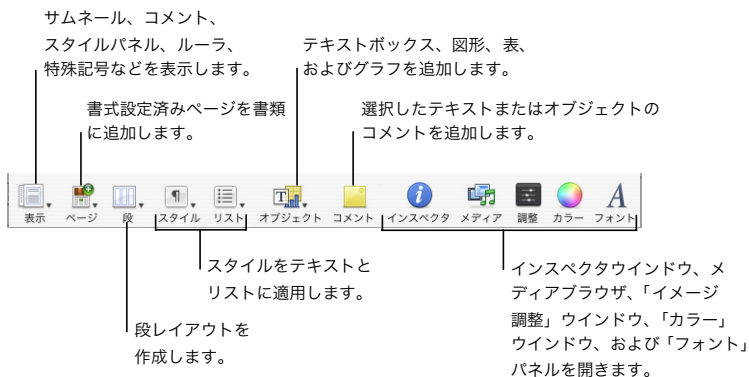 サムネール、コメント、
スタイルパネル、ルーラ、
特殊記号などを表示します。
テキストボックス、図形、表、
およびグラフを追加します。
書式設定済みページを書類
に追加します。
選択したテキストまたはオブジェクトの
コメントを追加します。
表示 ページ 段 スタイル リスト オブジェクト コメント インスペクタ メディア 調整 カラー フォント
スタイルをテキストと
リストに適用します。
段レイアウトを
作成します。
インスペクタウインドウ、メ
ディアブラウザ、「イメージ
調整」ウインドウ、「カラー」
ウインドウ、および「フォント」
パネルを開きます。